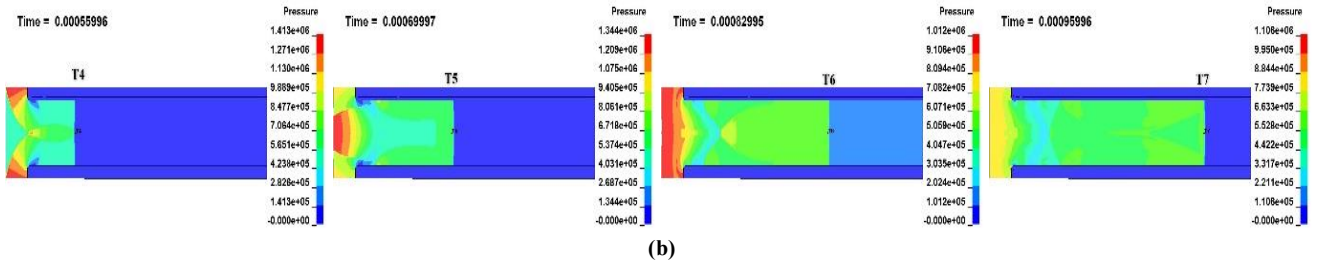 Time = 0.00055996
Pressure
1.413e+06
1.271e+06
1.130e+06
9.889e+05
8.477e+05
7.064e+05
5.651e+05
4.238e+05
2.826e+05
1.413e+05
-0.000e+00
T4
Time = 0.00069997
Pressure
1.344e+06
1.209e+06
1.075e+06
9.405e+05
8.061e+05
6.718e+05
5.374e+05
4.031e+05
2.687e+05
1.344e+05
-0.000e+00
T5
Time = 0.00082995
Pressure
1.012e+06
9.106e+05
8.094e+05
7.082e+05
6.071e+05
5.059e+05
4.047e+05
3.035e+05
2.024e+05
1.012e+05
-0.000e+00
T6
Time = 0.00095996
Pressure
1.106e+06
9.950e+05
8.844e+05
7.739e+05
6.633e+05
5.528e+05
4.422e+05
3.317e+05
2.211e+05
1.106e+05
-0.000e+00
T7
(b)